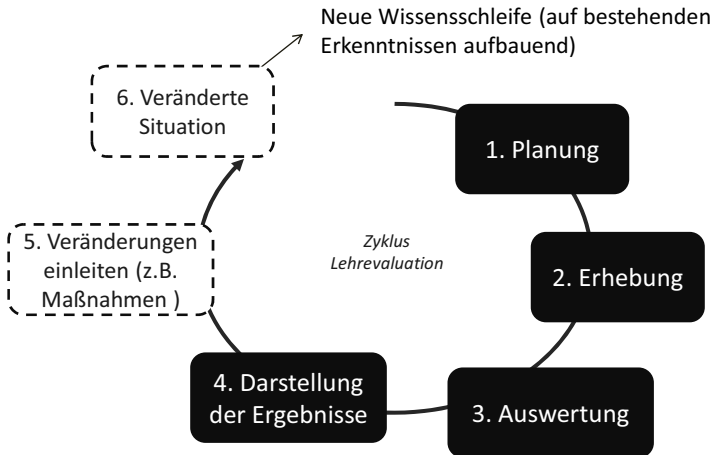 Neue Wissensschleife (auf bestehenden
Erkenntnissen aufbauend)
6. Veränderte
Situation
1. Planung
5. Veränderungen
einleiten (z.B.
Maßnahmen )
Zyklus
Lehrevaluation
2. Erhebung
4. Darstellung
der Ergebnisse
3. Auswertung